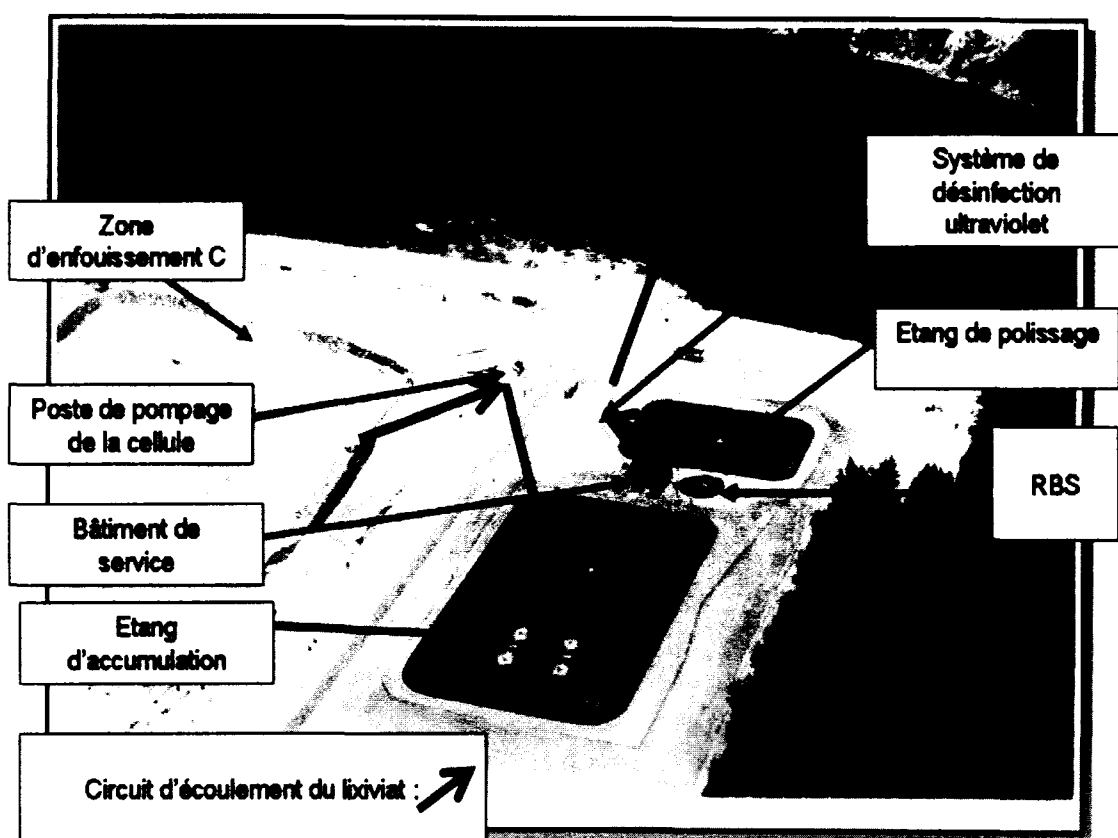 Système de
désinfection
ultraviolet
Zone
d'enfouissement C
Etang de polissage
Poste de pompage
de la cellule
RBS
Bâtiment de
service
Etang
d'accumulation
Circuit d'écoulement du lixiviat :